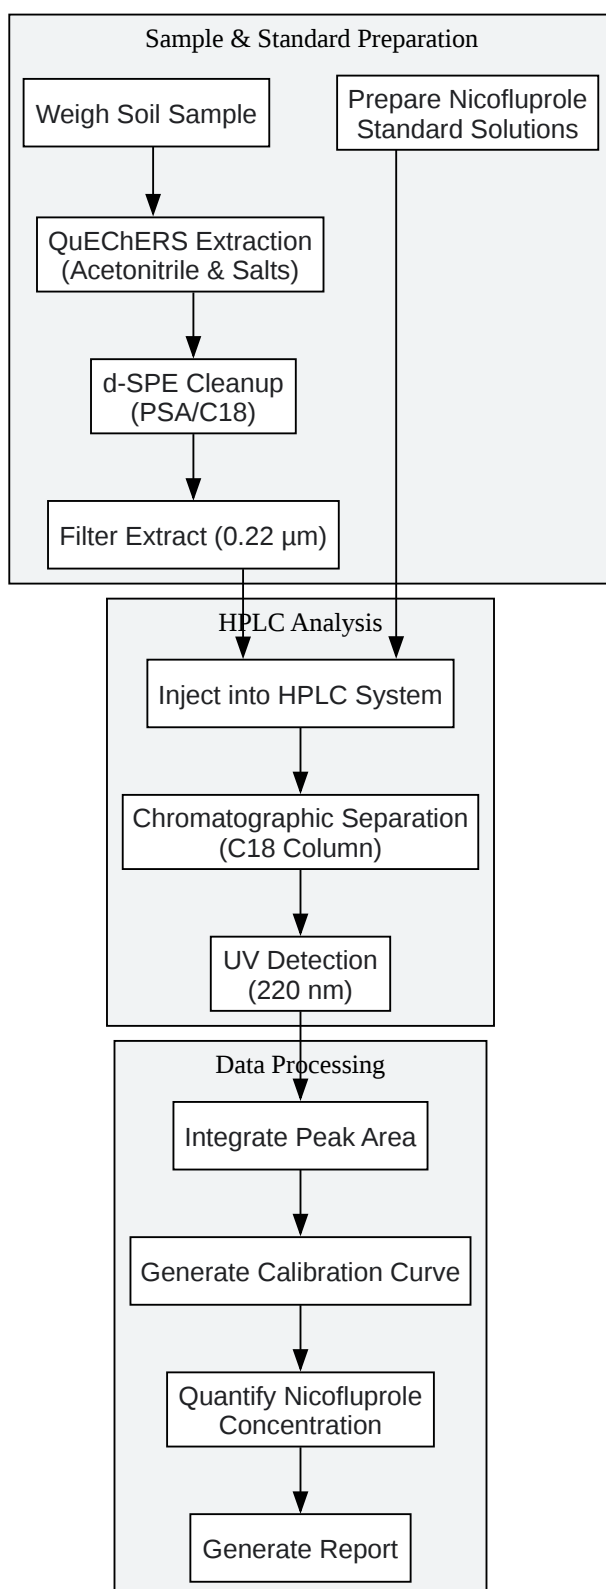 Sample & Standard Preparation
Weigh Soil Sample
Prepare Nicofluprole
Standard Solutions
QuEChERS Extraction
(Acetonitrile & Salts)
d-SPE Cleanup
(PSA/C18)
Filter Extract (0.22 µm)
HPLC Analysis
Inject into HPLC System
Chromatographic Separation
(C18 Column)
UV Detection
(220 nm)
Data Processing
Integrate Peak Area
Generate Calibration Curve
Quantify Nicofluprole
Concentration
Generate Report